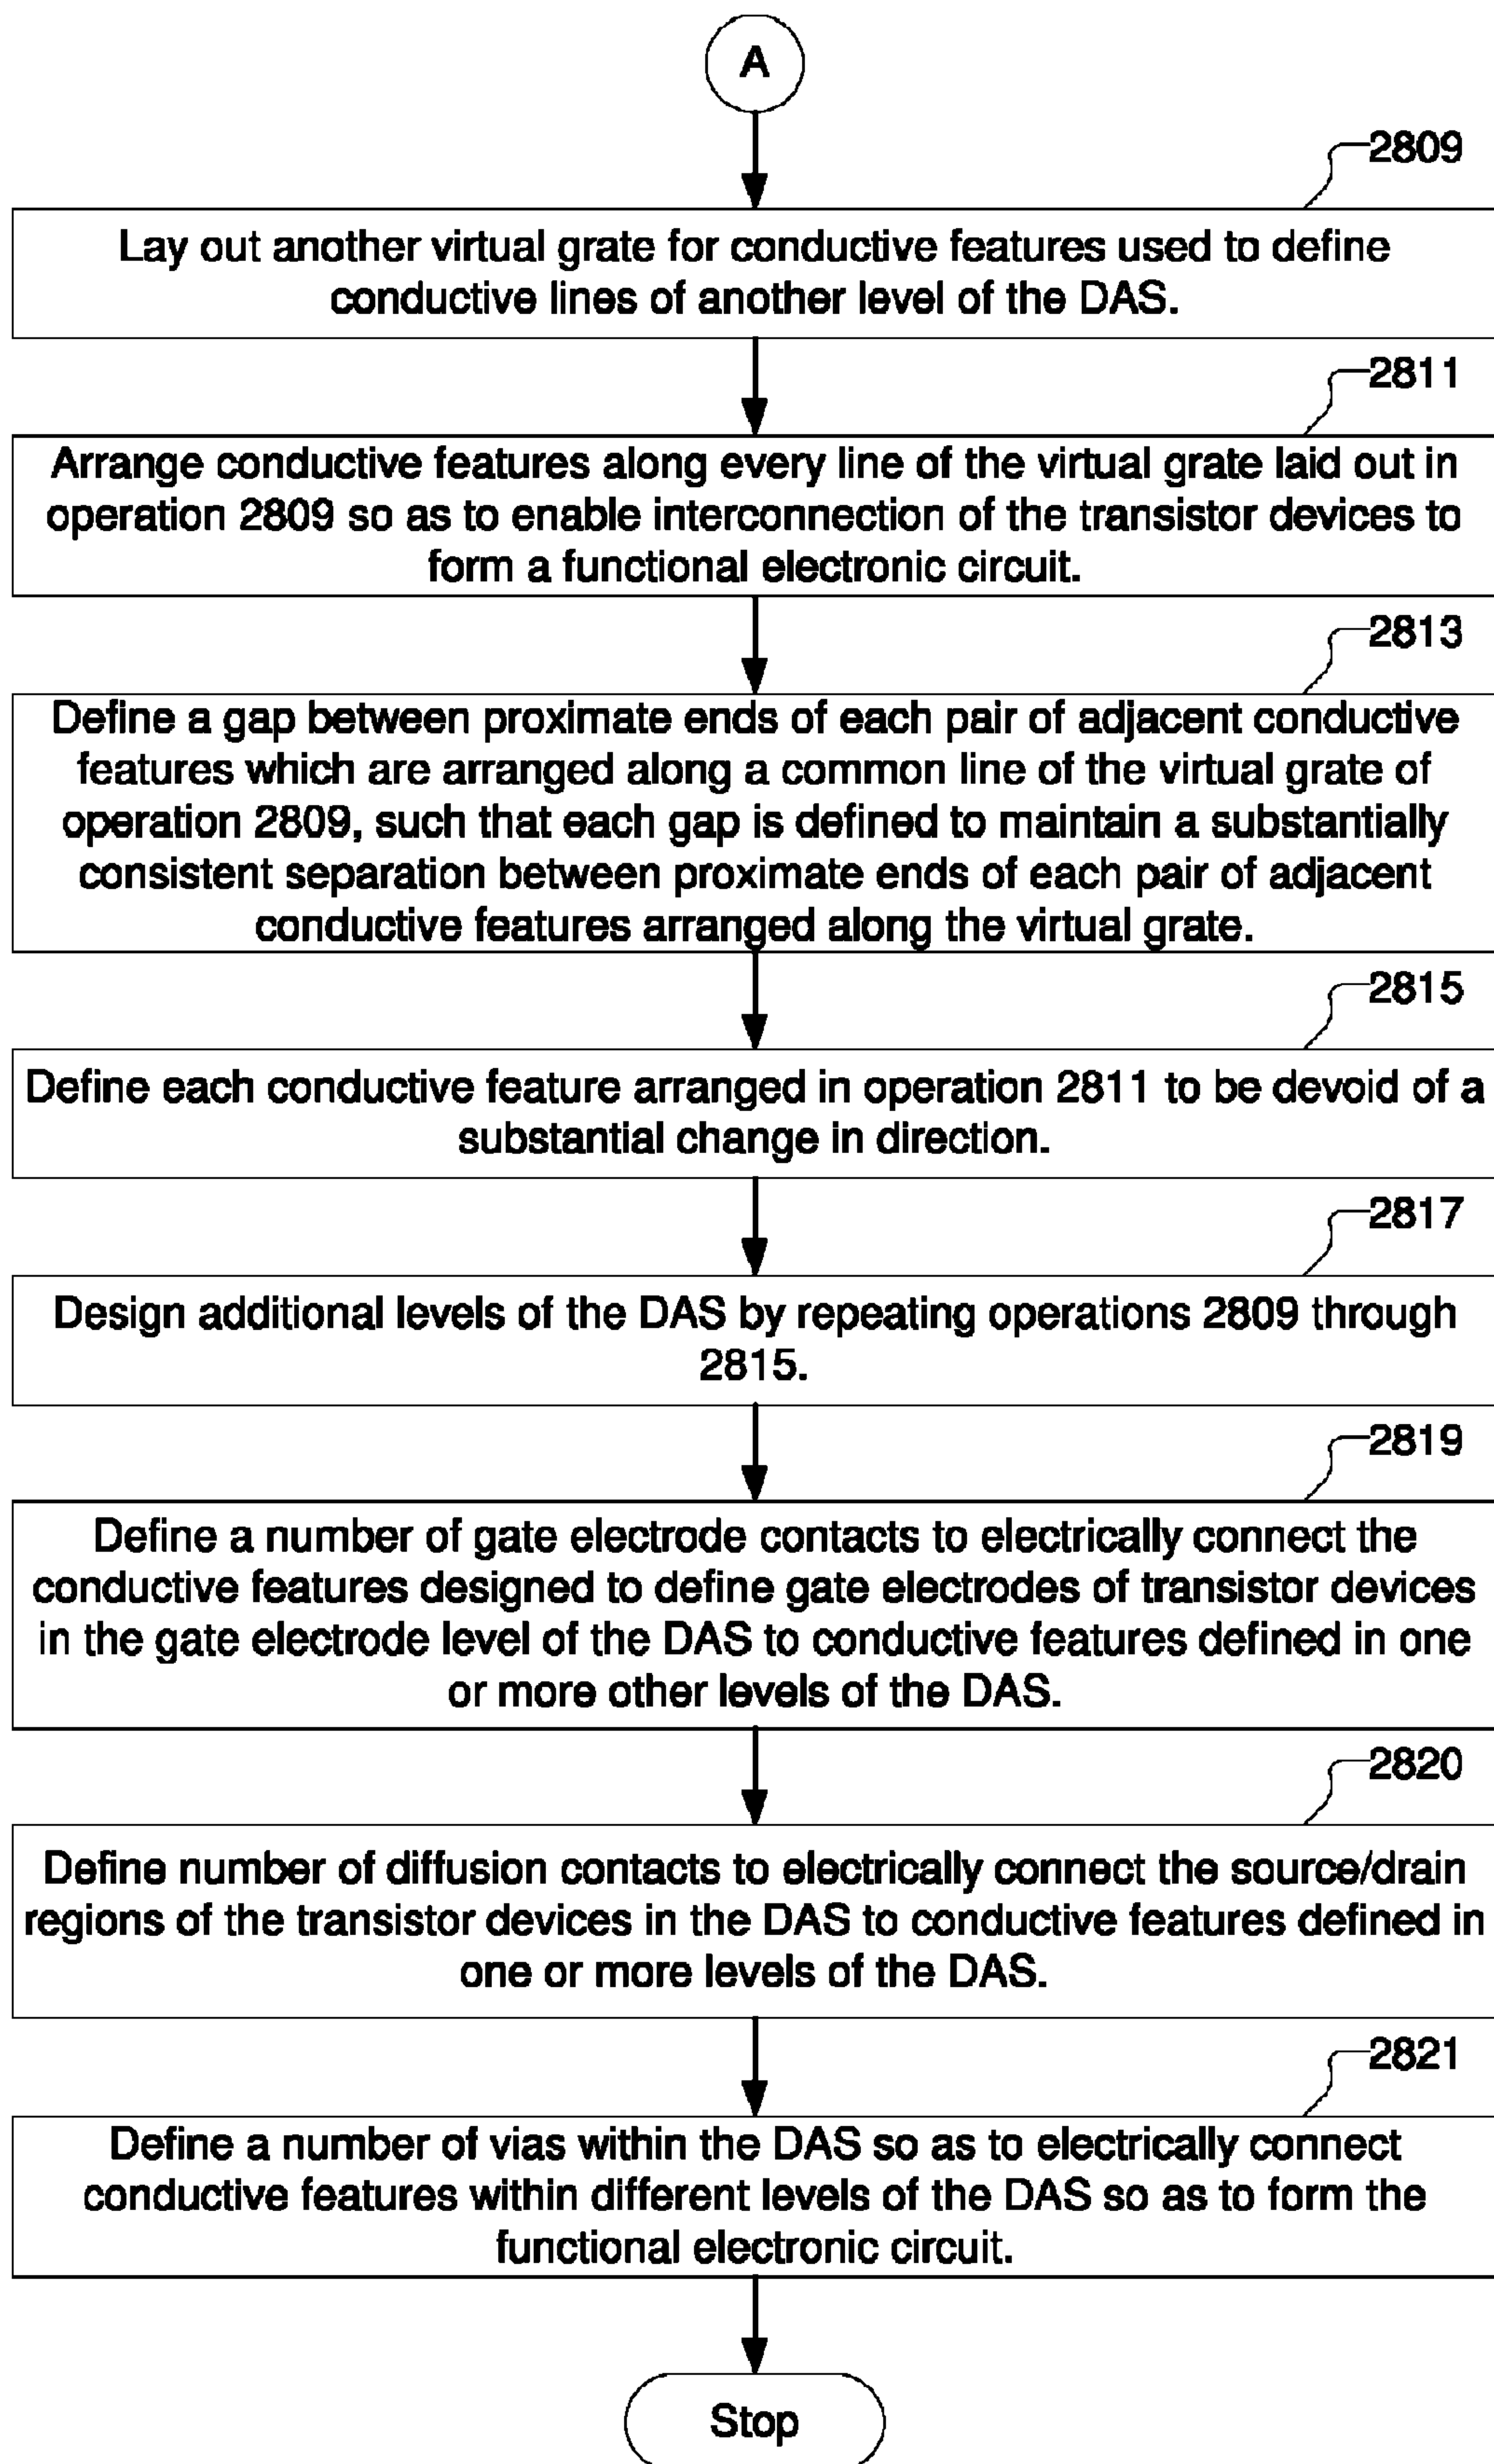 A
2809
Lay out another virtual grate for conductive features used to define
conductive lines of another level of the DAS.
2811
Arrange conductive features along every line of the virtual grate laid out in
operation 2809 so as to enable interconnection of the transistor devices to
form a functional electronic circuit.
2813
Define a gap between proximate ends of each pair of adjacent conductive
features which are arranged along a common line of the virtual grate of
operation 2809, such that each gap is defined to maintain a substantially
consistent separation between proximate ends of each pair of adjacent
conductive features arranged along the virtual grate.
2815
Define each conductive feature arranged in operation 2811 to be devoid of a
substantial change in direction.
2817
Design additional levels of the DAS by repeating operations 2809 through
2815.
2819
Define a number of gate electrode contacts to electrically connect the
conductive features designed to define gate electrodes of transistor devices
in the gate electrode level of the DAS to conductive features defined in one
or more other levels of the DAS.
2820
Define number of diffusion contacts to electrically connect the source/drain
regions of the transistor devices in the DAS to conductive features defined in
one or more levels of the DAS.
2821
Define a number of vias within the DAS so as to electrically connect
conductive features within different levels of the DAS so as to form the
functional electronic circuit.
Stop